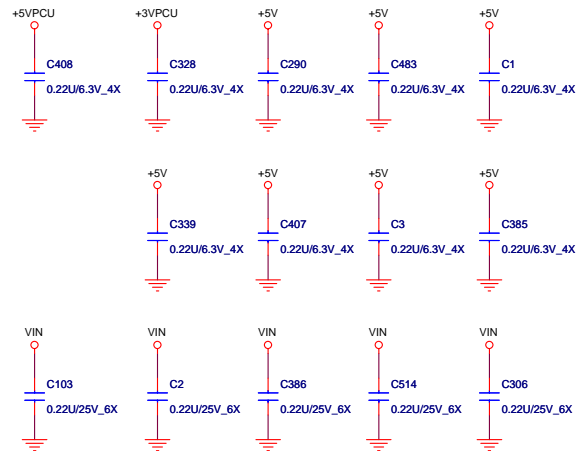 +5VPCU +3VPCU +5V +5V +5V
C408 C328 C290 C483 C1
0.22U/6.3V_4X 0.22U/6.3V_4X 0.22U/6.3V_4X 0.22U/6.3V_4X 0.22U/6.3V_4X
+5V +5V +5V +5V
C339 C407 C3 C385
0.22U/6.3V_4X 0.22U/6.3V_4X 0.22U/6.3V_4X 0.22U/6.3V_4X
VIN VIN VIN VIN VIN
C103 C2 C386 C514 C306
0.22U/25V_6X 0.22U/25V_6X 0.22U/25V_6X 0.22U/25V_6X 0.22U/25V_6X